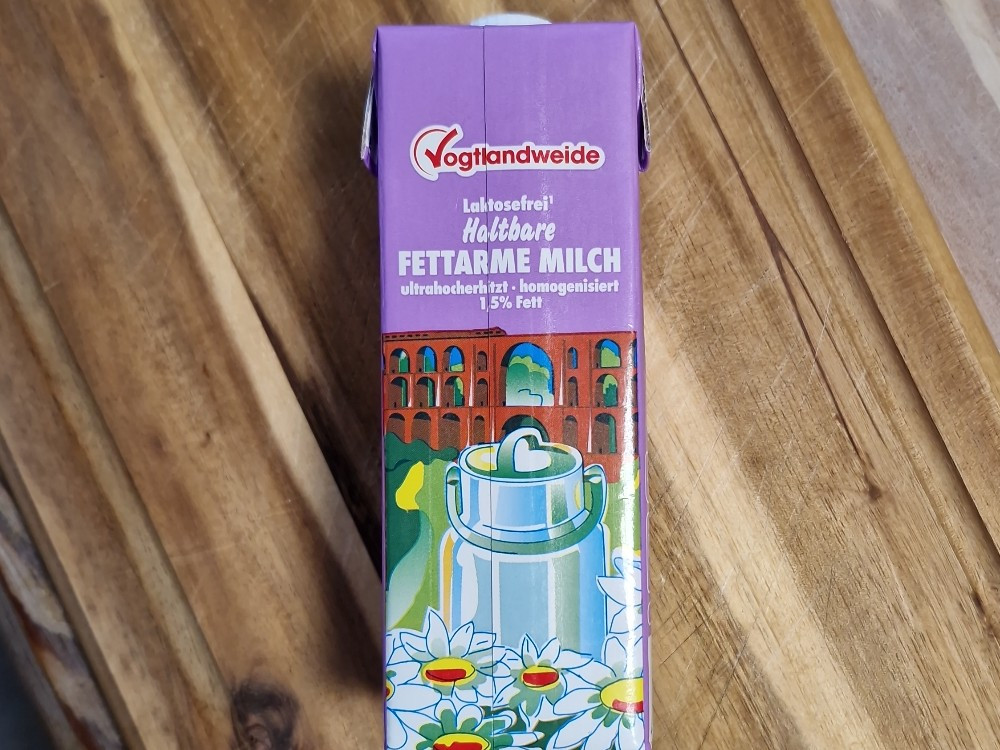 Vogtlandweide
Laktosefrei¹
Haltbare
FETTARME MILCH
ultrahocherhitzt · homogenisiert
1,5% Fett